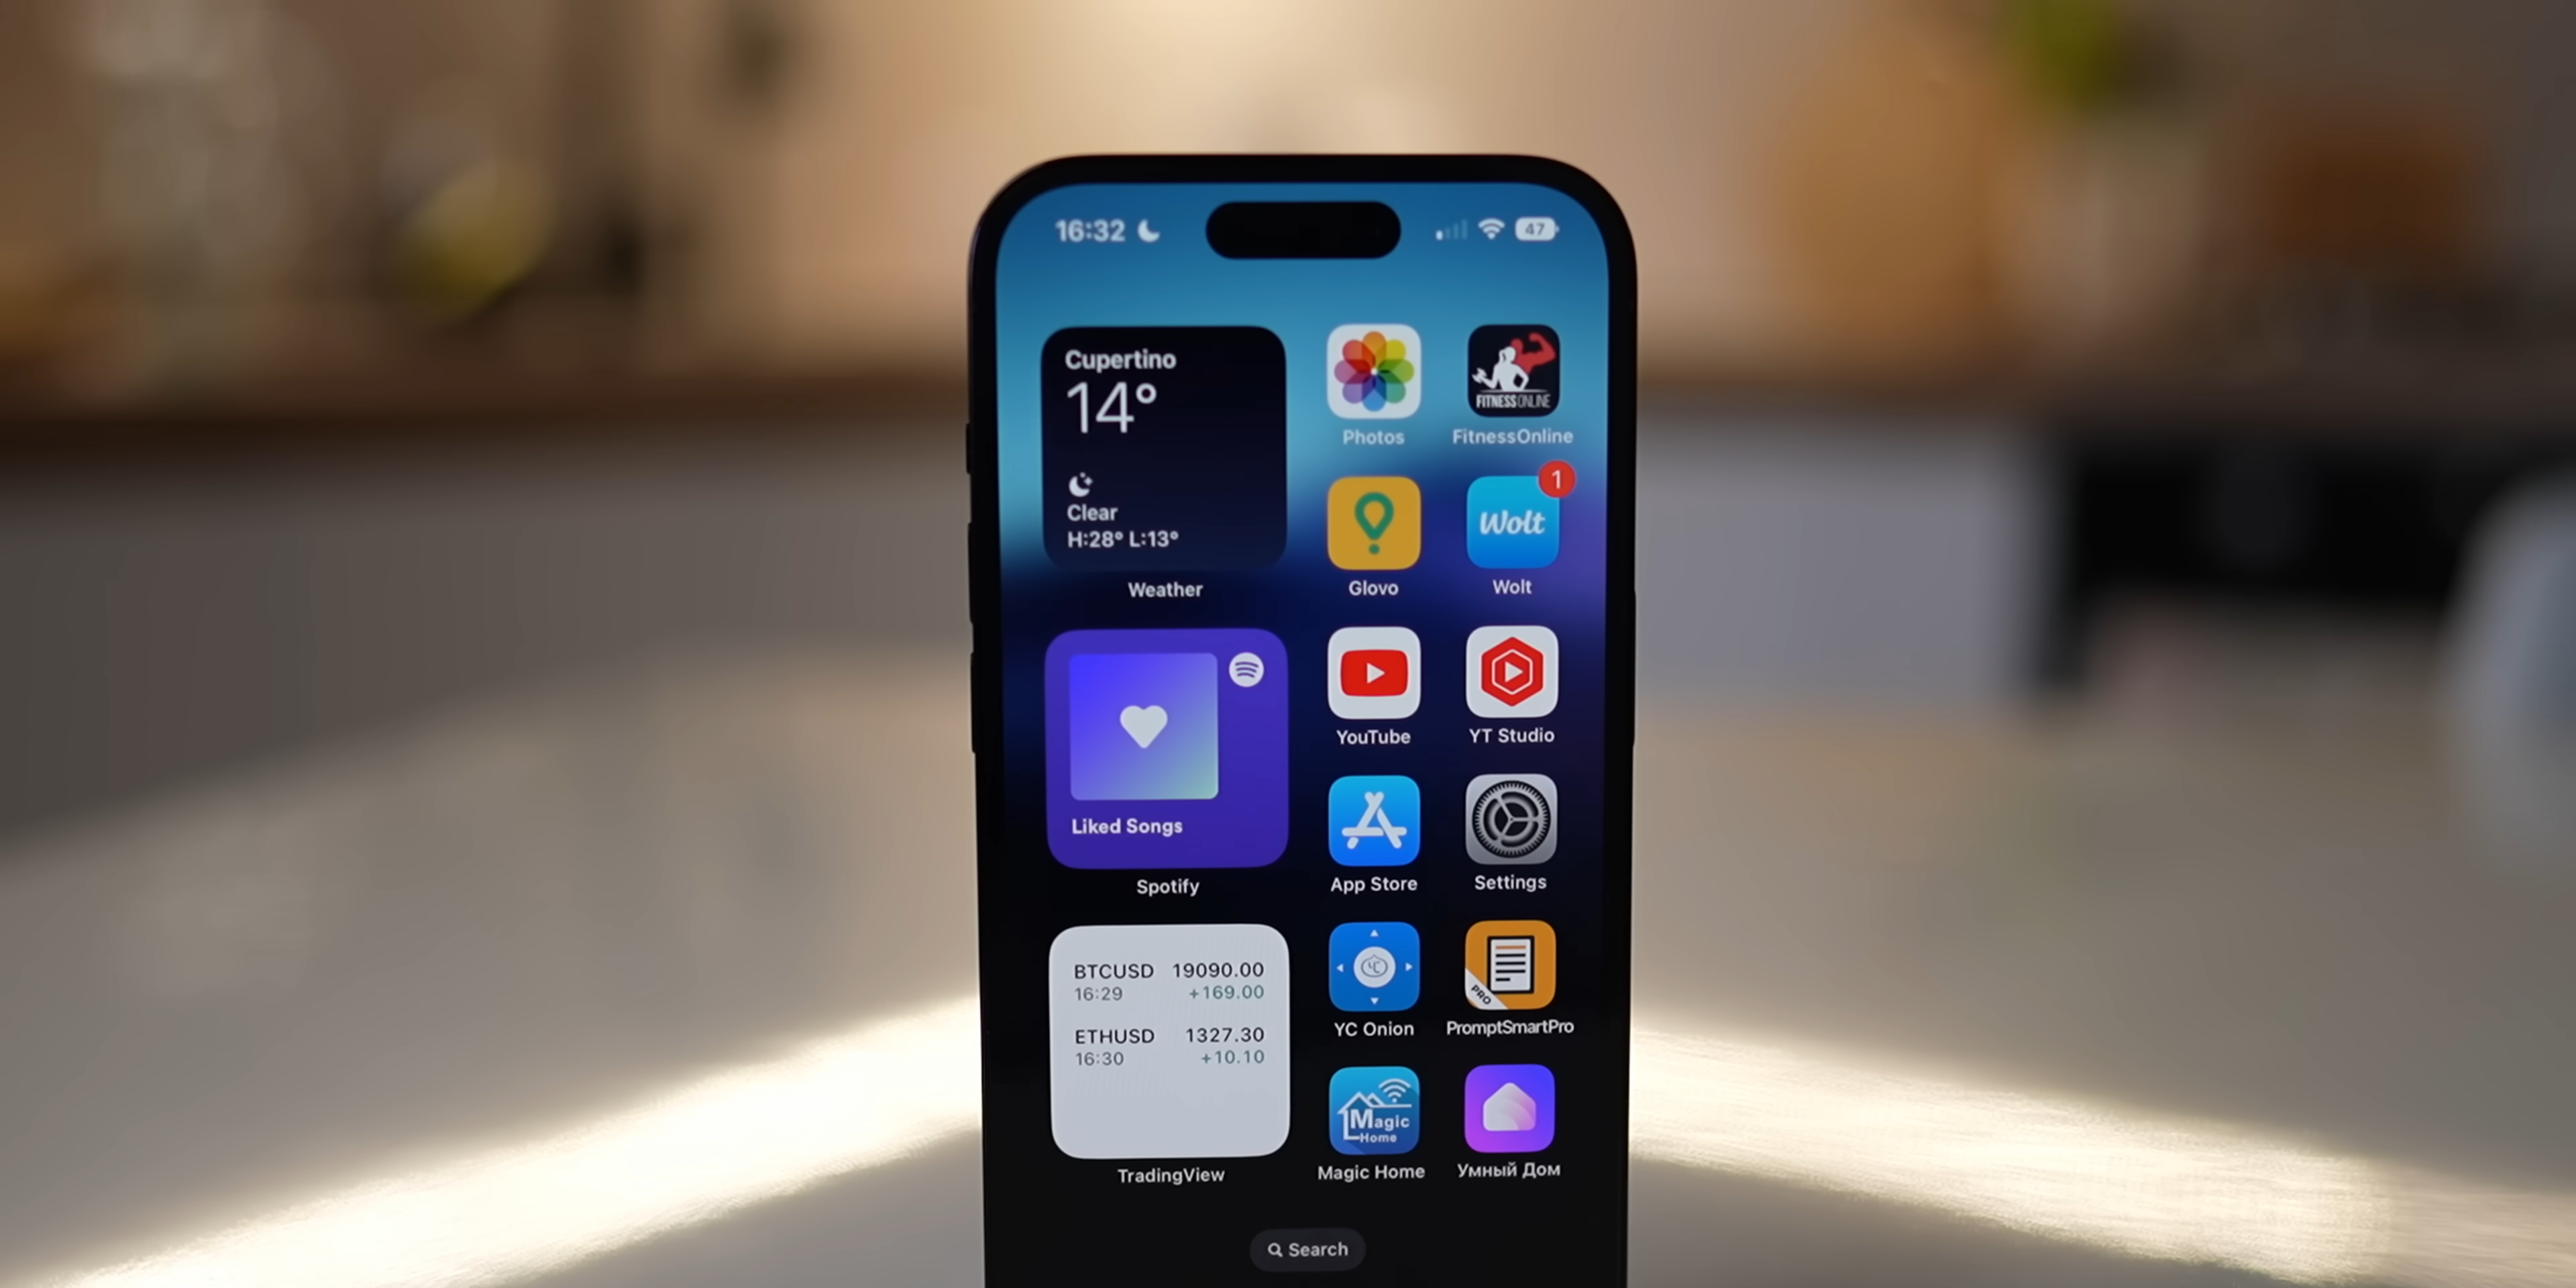 16:32
47
Cupertino
14°
Clear
H:28° L:13°
Weather
Photos
FITNESSONLINE
FitnessOnline
Glovo
1
Wolt
Wolt
Liked Songs
Spotify
YouTube
YT Studio
App Store
Settings
BTCUSD 19090.00
16:29 +169.00
ETHUSD 1327.30
16:30 +10.10
TradingView
YC Onion
PRO
PromptSmartPro
Magic
Home
Magic Home
Умный Дом
Search